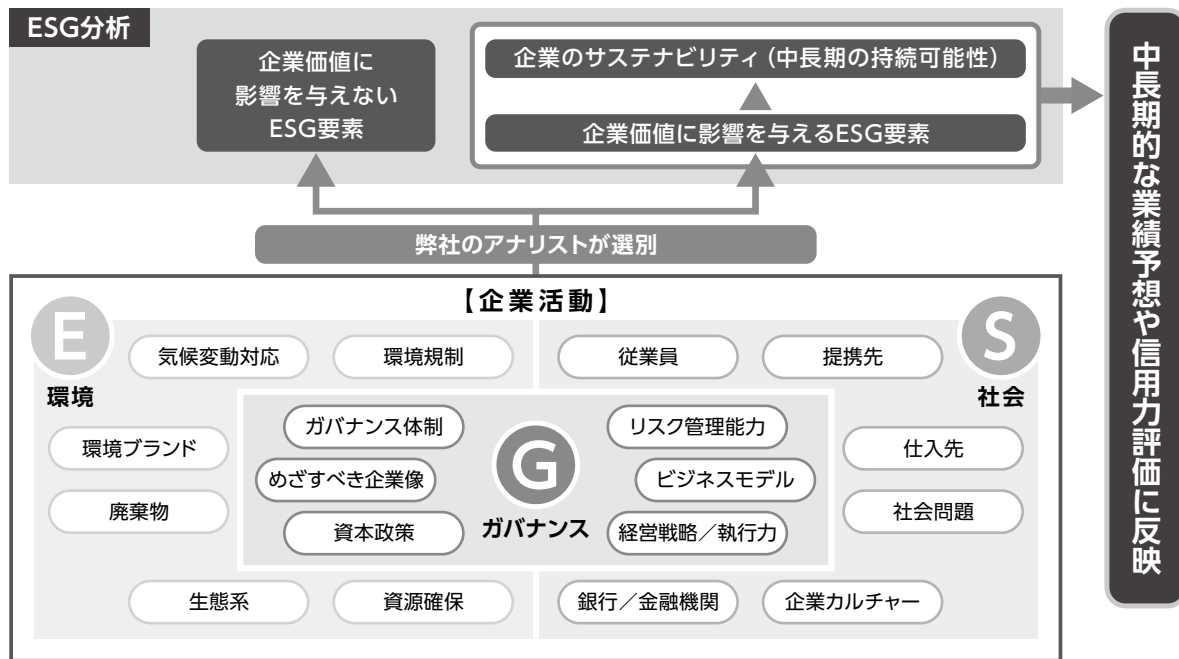 ESG分析
企業価値に
影響を与えない
ESG要素
企業のサステナビリティ（中長期の持続可能性）
企業価値に影響を与えるESG要素
中長期的な業績予想や信用力評価に反映
弊社のアナリストが選別
【企業活動】
E
環境
気候変動対応
環境規制
環境ブランド
廃棄物
生態系
資源確保
ガバナンス体制
めざすべき企業像
資本政策
G
ガバナンス
リスク管理能力
ビジネスモデル
経営戦略／執行力
S
社会
従業員
提携先
仕入先
社会問題
銀行／金融機関
企業カルチャー